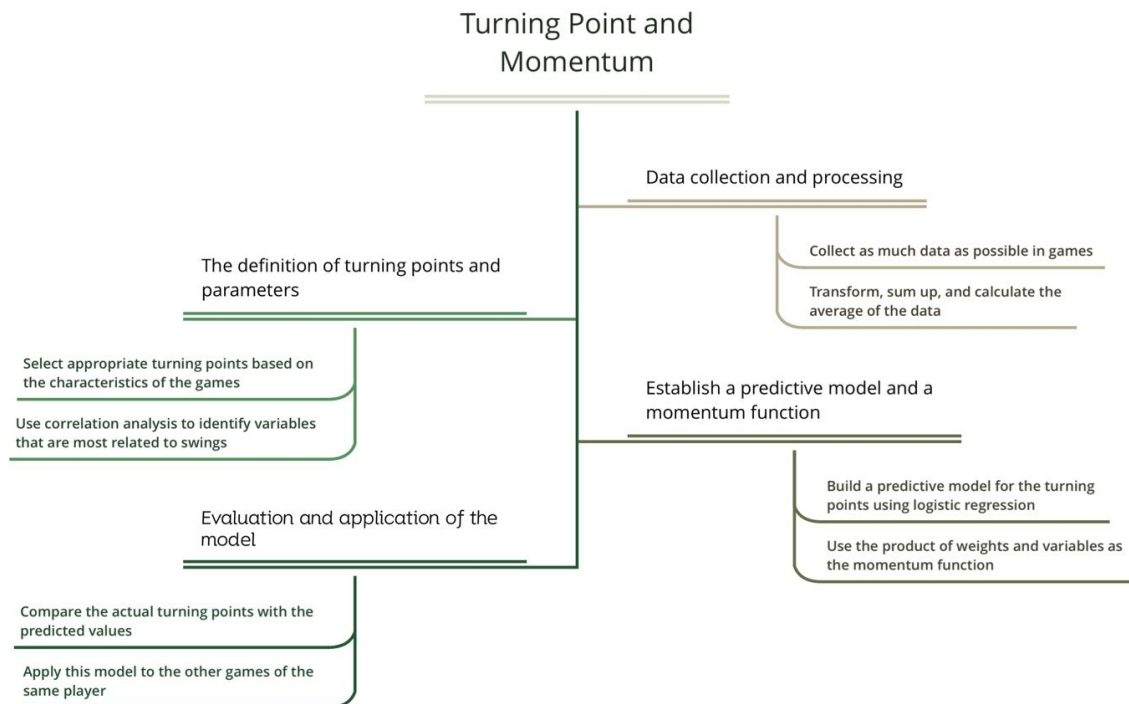 Turning Point and
Momentum
Data collection and processing
Collect as much data as possible in games
Transform, sum up, and calculate the
average of the data
The definition of turning points and
parameters
Select appropriate turning points based on
the characteristics of the games
Use correlation analysis to identify variables
that are most related to swings
Establish a predictive model and a
momentum function
Build a predictive model for the turning
points using logistic regression
Use the product of weights and variables as
the momentum function
Evaluation and application of the
model
Compare the actual turning points with the
predicted values
Apply this model to the other games of the
same player